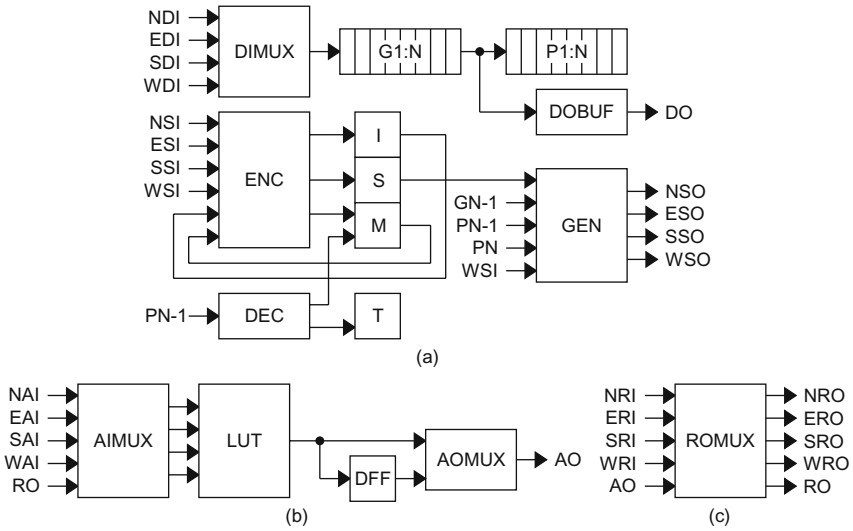 NDI
EDI
SDI
WDI
DIMUX
G1:N
P1:N
DOBUF
DO
NSI
ESI
SSI
WSI
ENC
I
S
M
GN-1
PN-1
PN
WSI
GEN
NSO
ESO
SSO
WSO
PN-1
DEC
T
(a)
NAI
EAI
SAI
WAI
RO
AIMUX
LUT
DFF
AOMUX
AO
(b)
NRI
ERI
SRI
WRI
AO
ROMUX
NRO
ERO
SRO
WRO
RO
(c)